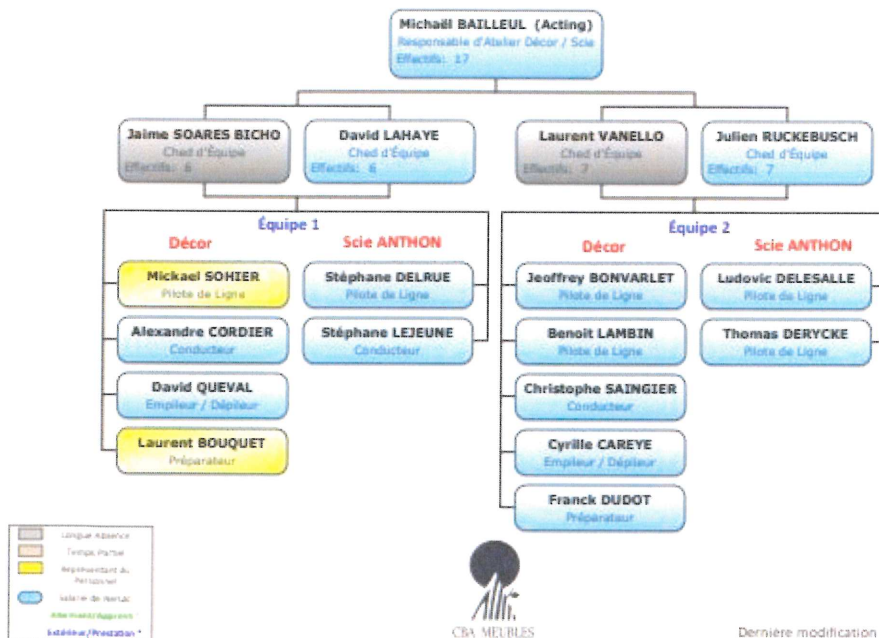 Michaël BAILLEUL (Acting)
Responsable d'Atelier Décor / Scie
Effectifs: 17
Jaime SOARES BICHO
Ched d'Équipe
Effectifs: 6
David LAHAYE
Ched d'Équipe
Effectifs: 6
Laurent VANELLO
Ched d'Équipe
Effectifs: 7
Julien RUCKEBUSCH
Ched d'Équipe
Effectifs: 7
Équipe 1
Décor
Scie ANTHON
Mickael SOHIER
Pilote de Ligne
Stéphane DELRUE
Pilote de Ligne
Alexandre CORDIER
Conducteur
Stéphane LEJEUNE
Conducteur
David QUEVAL
Empileur / Dépileur
Laurent BOUQUET
Préparateur
Équipe 2
Décor
Scie ANTHON
Jeoffrey BONVARLET
Pilote de Ligne
Ludovic DELESALLE
Pilote de Ligne
Benoit LAMBIN
Pilote de Ligne
Thomas DERYCKE
Pilote de Ligne
Christophe SAINGIER
Conducteur
Cyrille CAREYE
Empileur / Dépileur
Franck DUDOT
Préparateur
Longue Absence
Temps Partiel
Représentant du
Personnel
Salarié de
Extérieur/Prestation *
CBA MEUBLES
Dernière modification